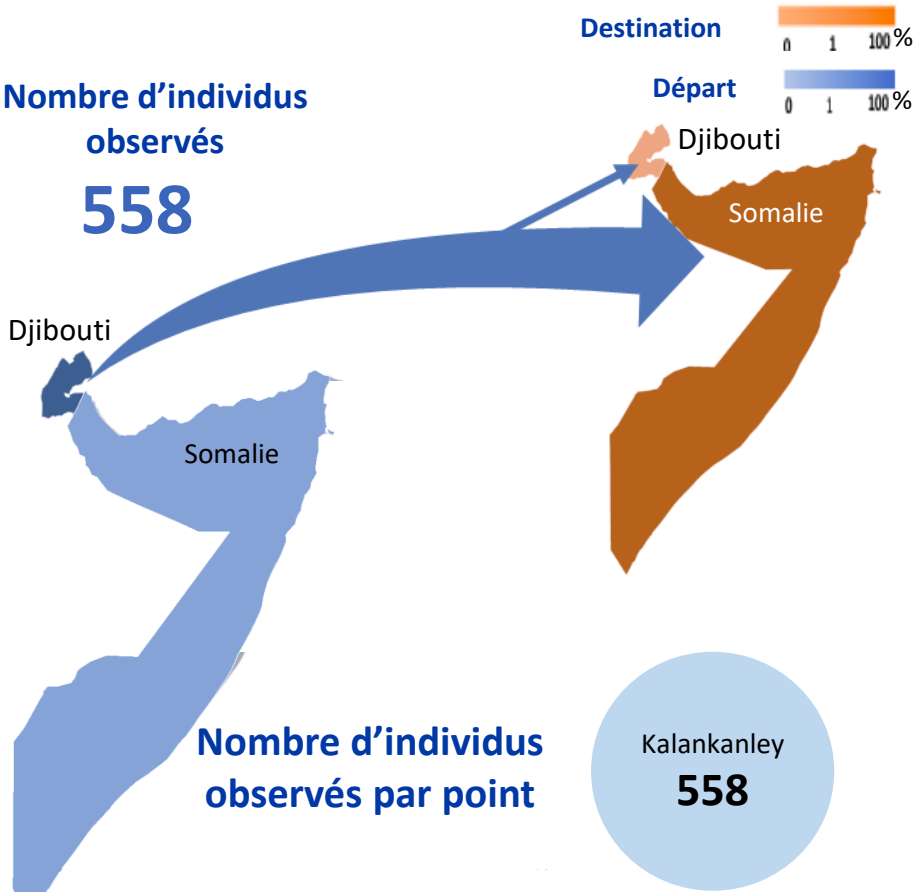 Destination
0 1 100 %
Départ
0 1 100 %
Nombre d’individus
observés
558
Djibouti
Somalie
Djibouti
Somalie
Nombre d’individus
observés par point
Kalankanley
558